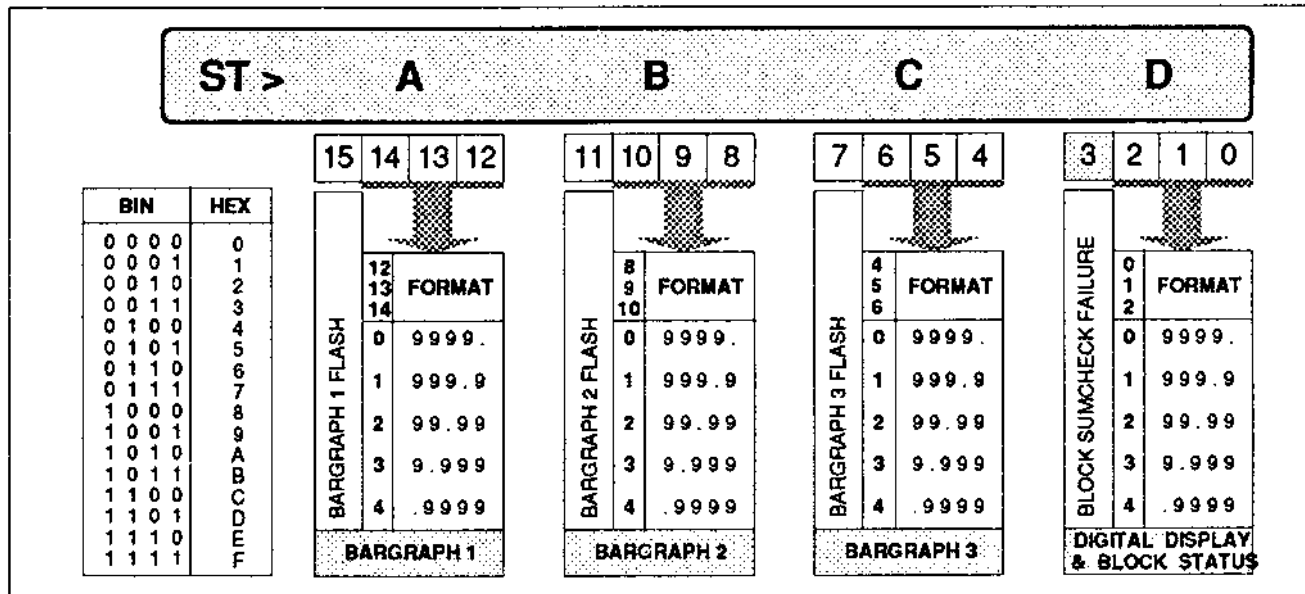 ST > A B C D
15 14 13 12 11 10 9 8 7 6 5 4 3 2 1 0
BIN HEX
0 0 0 0 0
0 0 0 1 1
0 0 1 0 2
0 0 1 1 3
0 1 0 0 4
0 1 0 1 5
0 1 1 0 6
0 1 1 1 7
1 0 0 0 8
1 0 0 1 9
1 0 1 0 A
1 0 1 1 B
1 1 0 0 C
1 1 0 1 D
1 1 1 0 E
1 1 1 1 F
BARGRAPH 1 FLASH
12
13
14
FORMAT
0 9999.
1 999.9
2 99.99
3 9.999
4 .9999
BARGRAPH 1
BARGRAPH 2 FLASH
8
9
10
FORMAT
0 9999.
1 999.9
2 99.99
3 9.999
4 .9999
BARGRAPH 2
BARGRAPH 3 FLASH
4
5
6
FORMAT
0 9999.
1 999.9
2 99.99
3 9.999
4 .9999
BARGRAPH 3
BLOCK SUMCHECK FAILURE
0
1
2
FORMAT
0 9999.
1 999.9
2 99.99
3 9.999
4 .9999
DIGITAL DISPLAY
& BLOCK STATUS